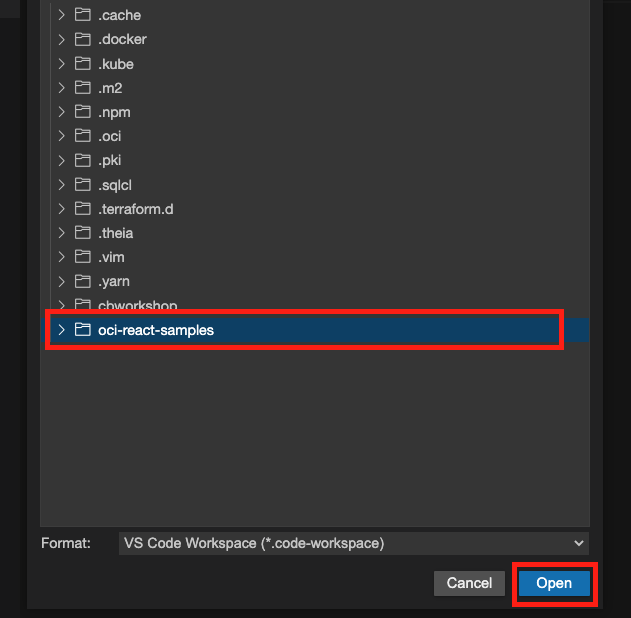 .cache
.docker
.kube
.m2
.npm
.oci
.pki
.sqlcl
.terraform.d
.theia
.vim
.yarn
cbworkshop
oci-react-samples
Format: VS Code Workspace (*.code-workspace)
Cancel Open